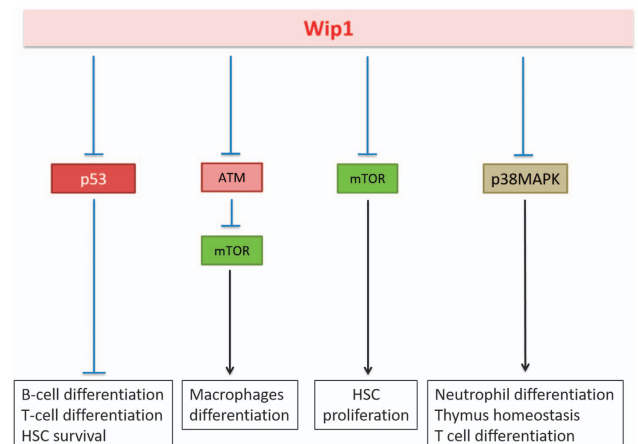 Wip1
p53
ATM
mTOR
p38MAPK
mTOR
B-cell differentiation
T-cell differentiation
HSC survival
Macrophages
differentiation
HSC
proliferation
Neutrophil differentiation
Thymus homeostasis
T cell differentiation